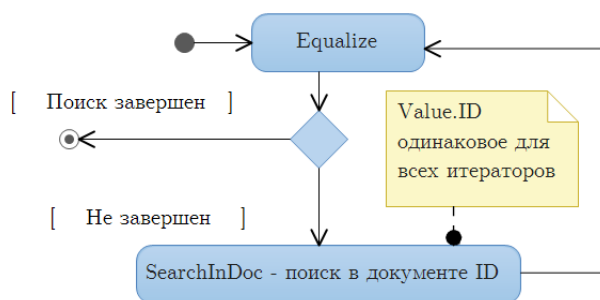 Equalize
[ Поиск завершен ]
Value.ID
одинаковое для
всех итераторов
[ Не завершен ]
SearchInDoc - поиск в документе ID